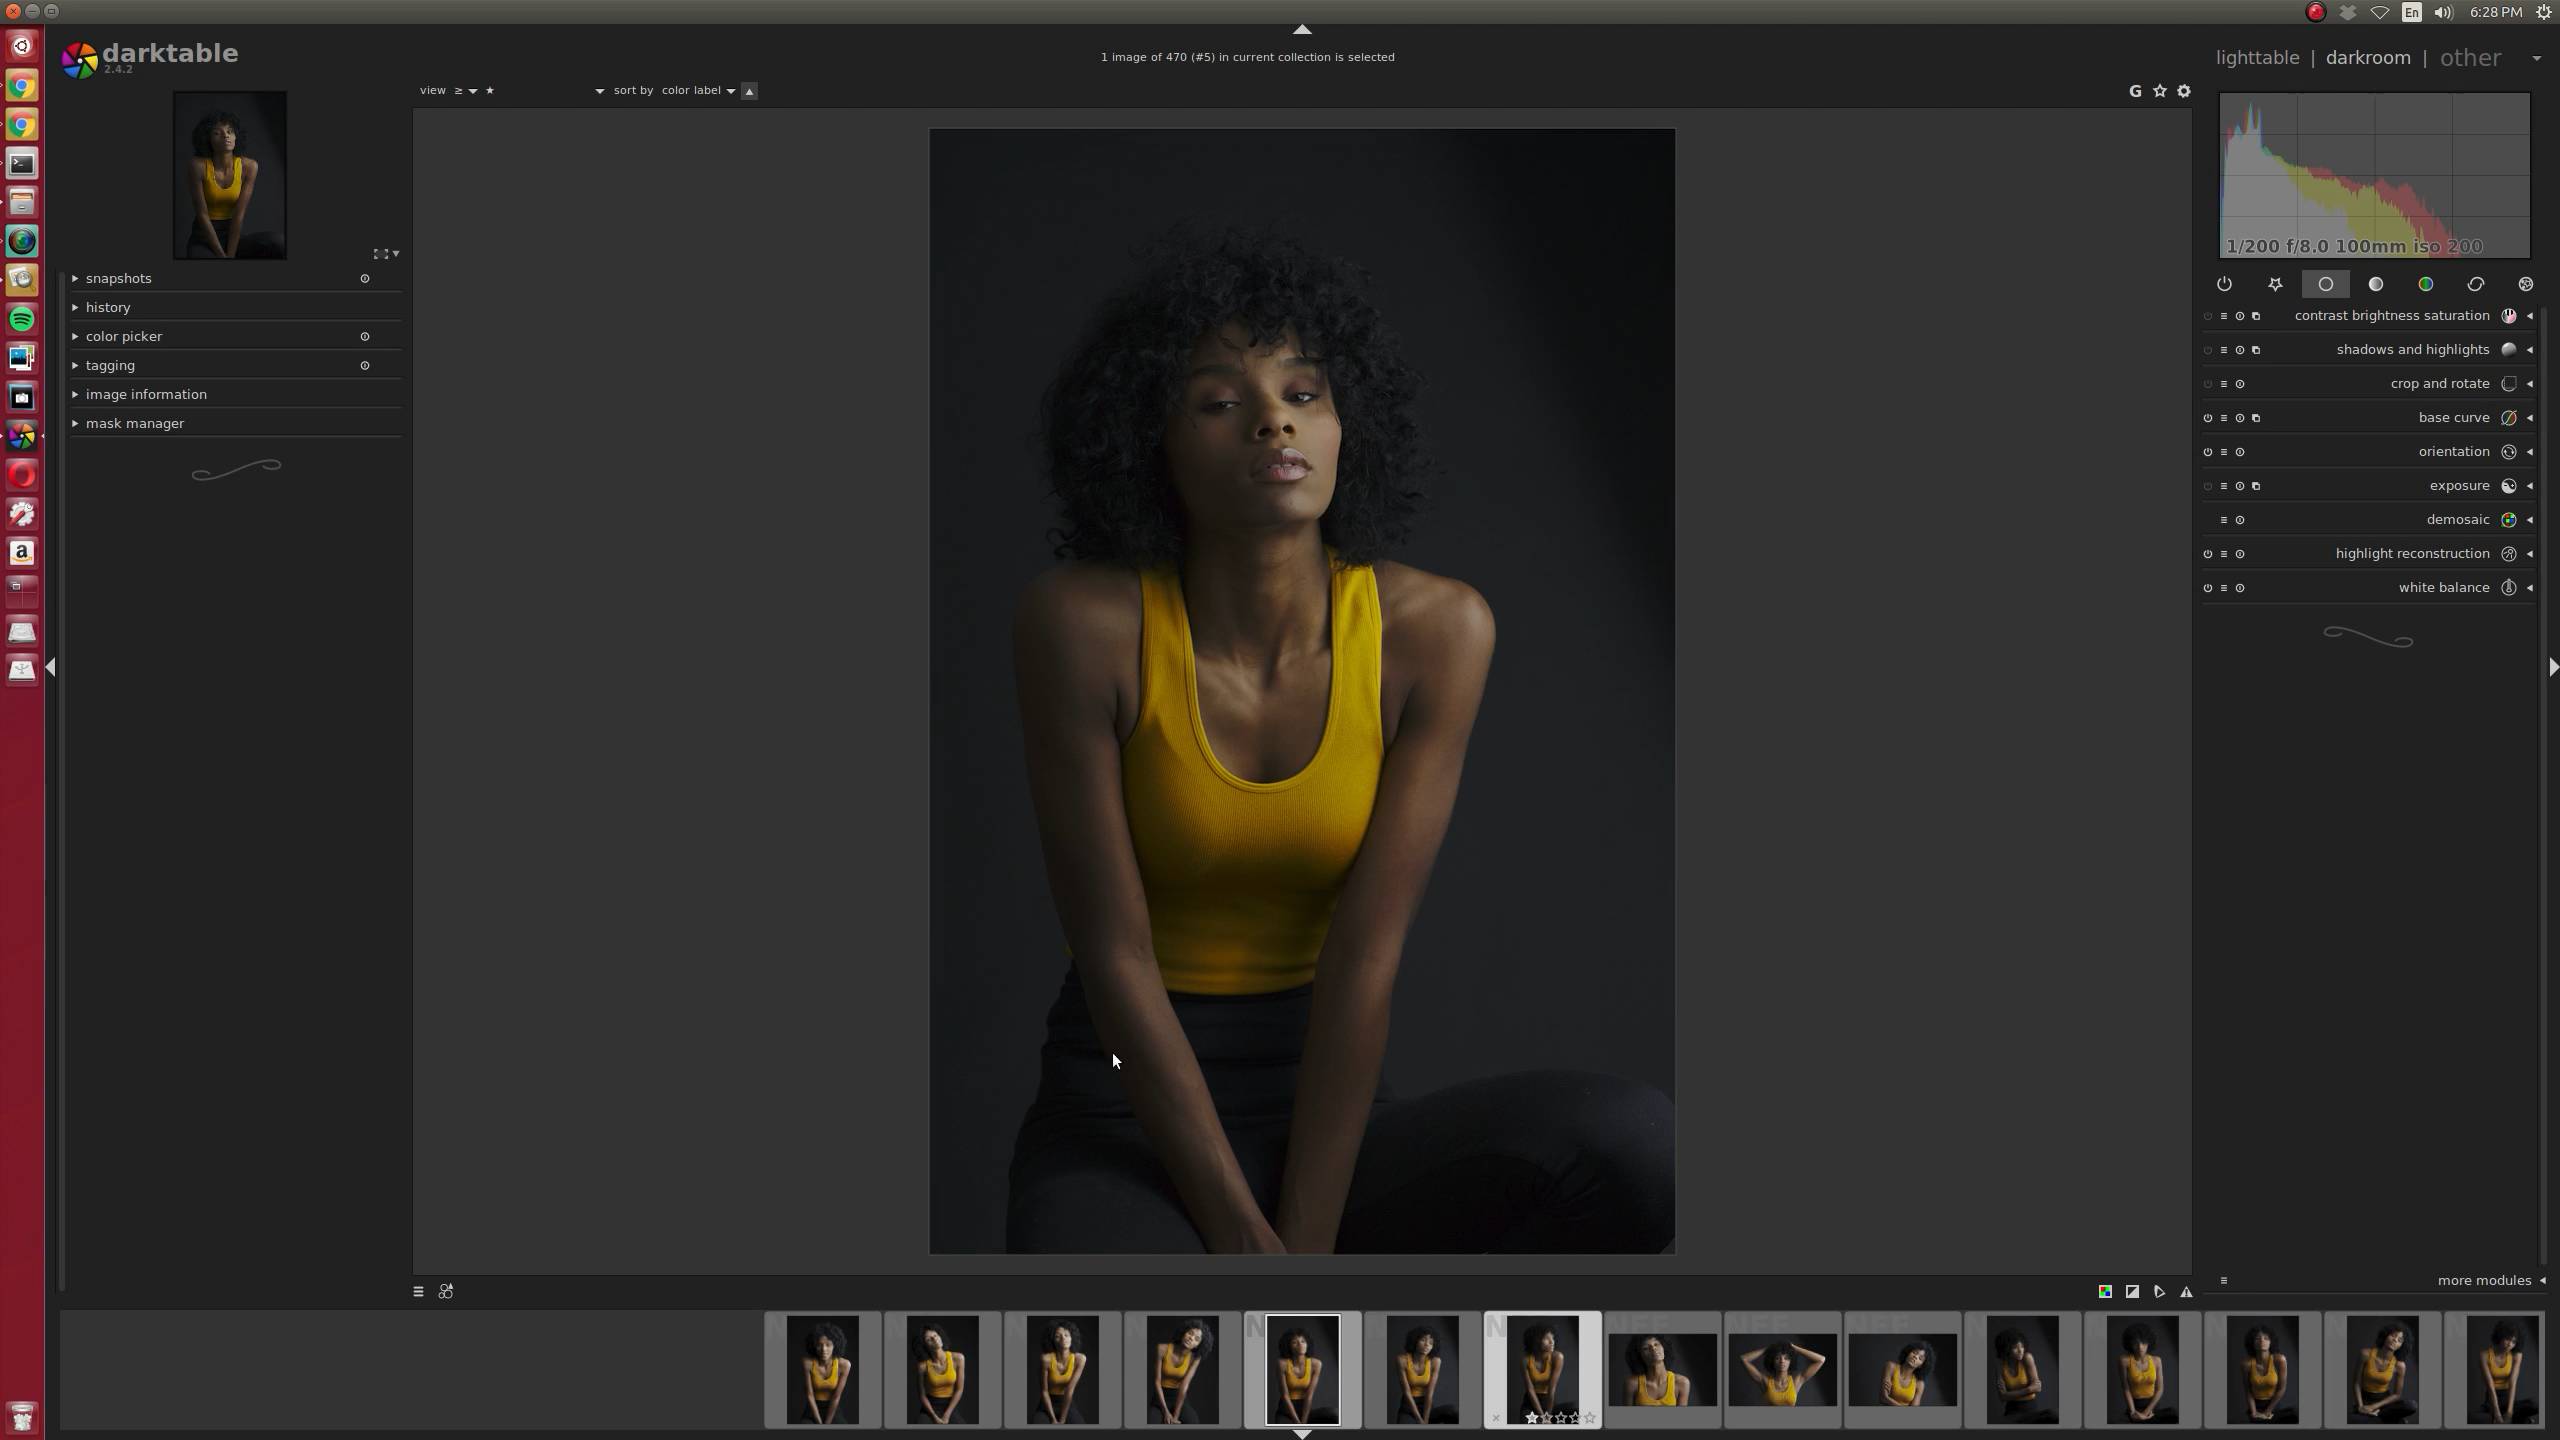 En
6:28 PM
darktable
2.4.2
1 image of 470 (#5) in current collection is selected
lighttable | darkroom | other
view ≥ ★
sort by color label
G
1/200 f/8.0 100mm iso 200
snapshots
history
color picker
tagging
image information
mask manager
contrast brightness saturation
shadows and highlights
crop and rotate
base curve
orientation
exposure
demosaic
highlight reconstruction
white balance
more modules
a